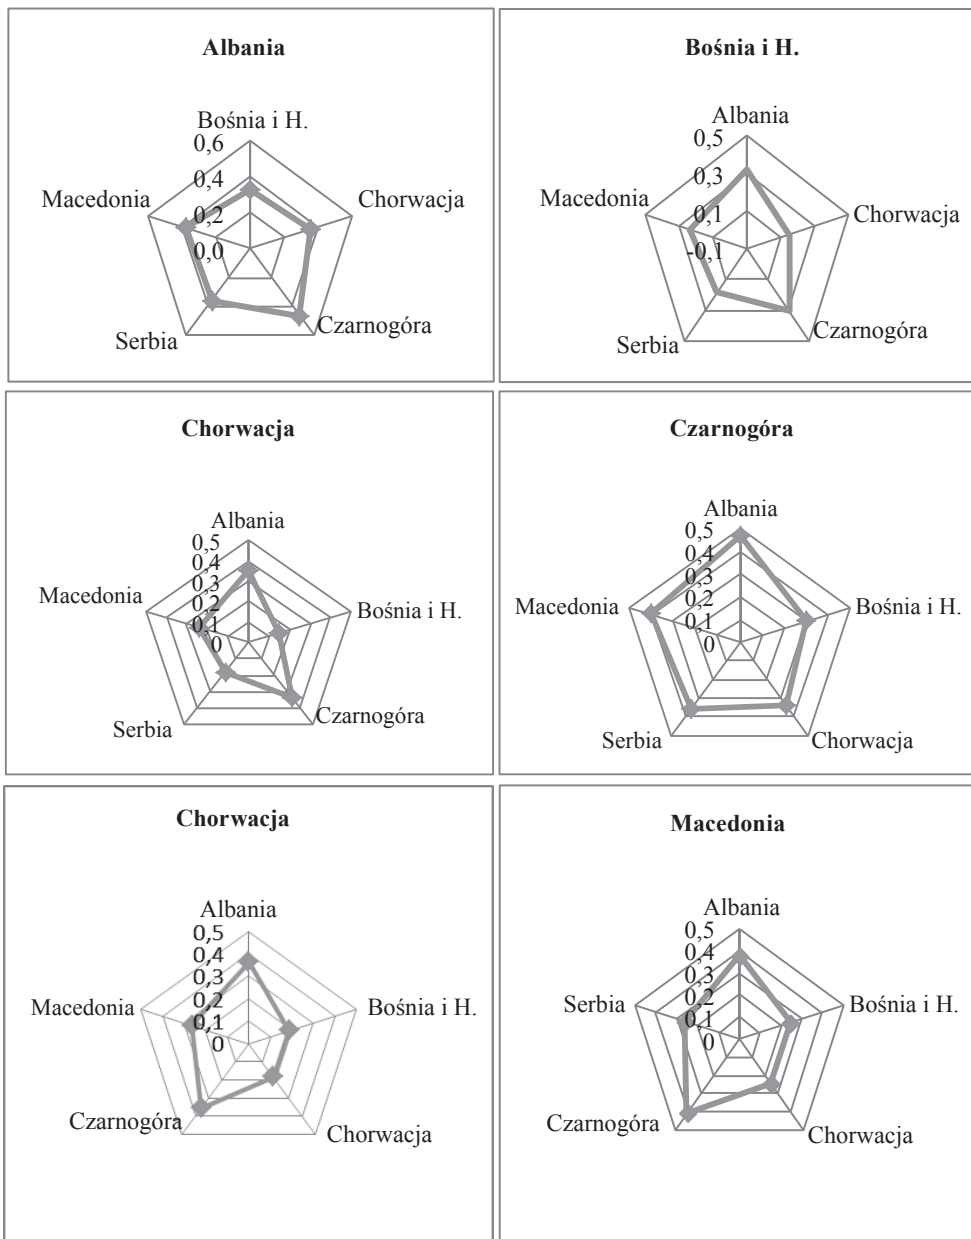 Albania
Bośnia i H.
0,6
0,4
0,2
0,0
Macedonia
Chorwacja
Serbia
Czarnogóra
Bośnia i H.
Albania
0,5
0,3
0,1
-0,1
Macedonia
Chorwacja
Serbia
Czarnogóra
Chorwacja
Albania
0,5
0,4
0,3
0,2
0,1
0
Macedonia
Bośnia i H.
Serbia
Czarnogóra
Czarnogóra
Albania
0,5
0,4
0,3
0,2
0,1
0
Macedonia
Bośnia i H.
Serbia
Chorwacja
Chorwacja
Albania
0,5
0,4
0,3
0,2
0,1
0
Macedonia
Bośnia i H.
Czarnogóra
Chorwacja
Macedonia
Albania
0,5
0,4
0,3
0,2
0,1
0
Serbia
Bośnia i H.
Czarnogóra
Chorwacja